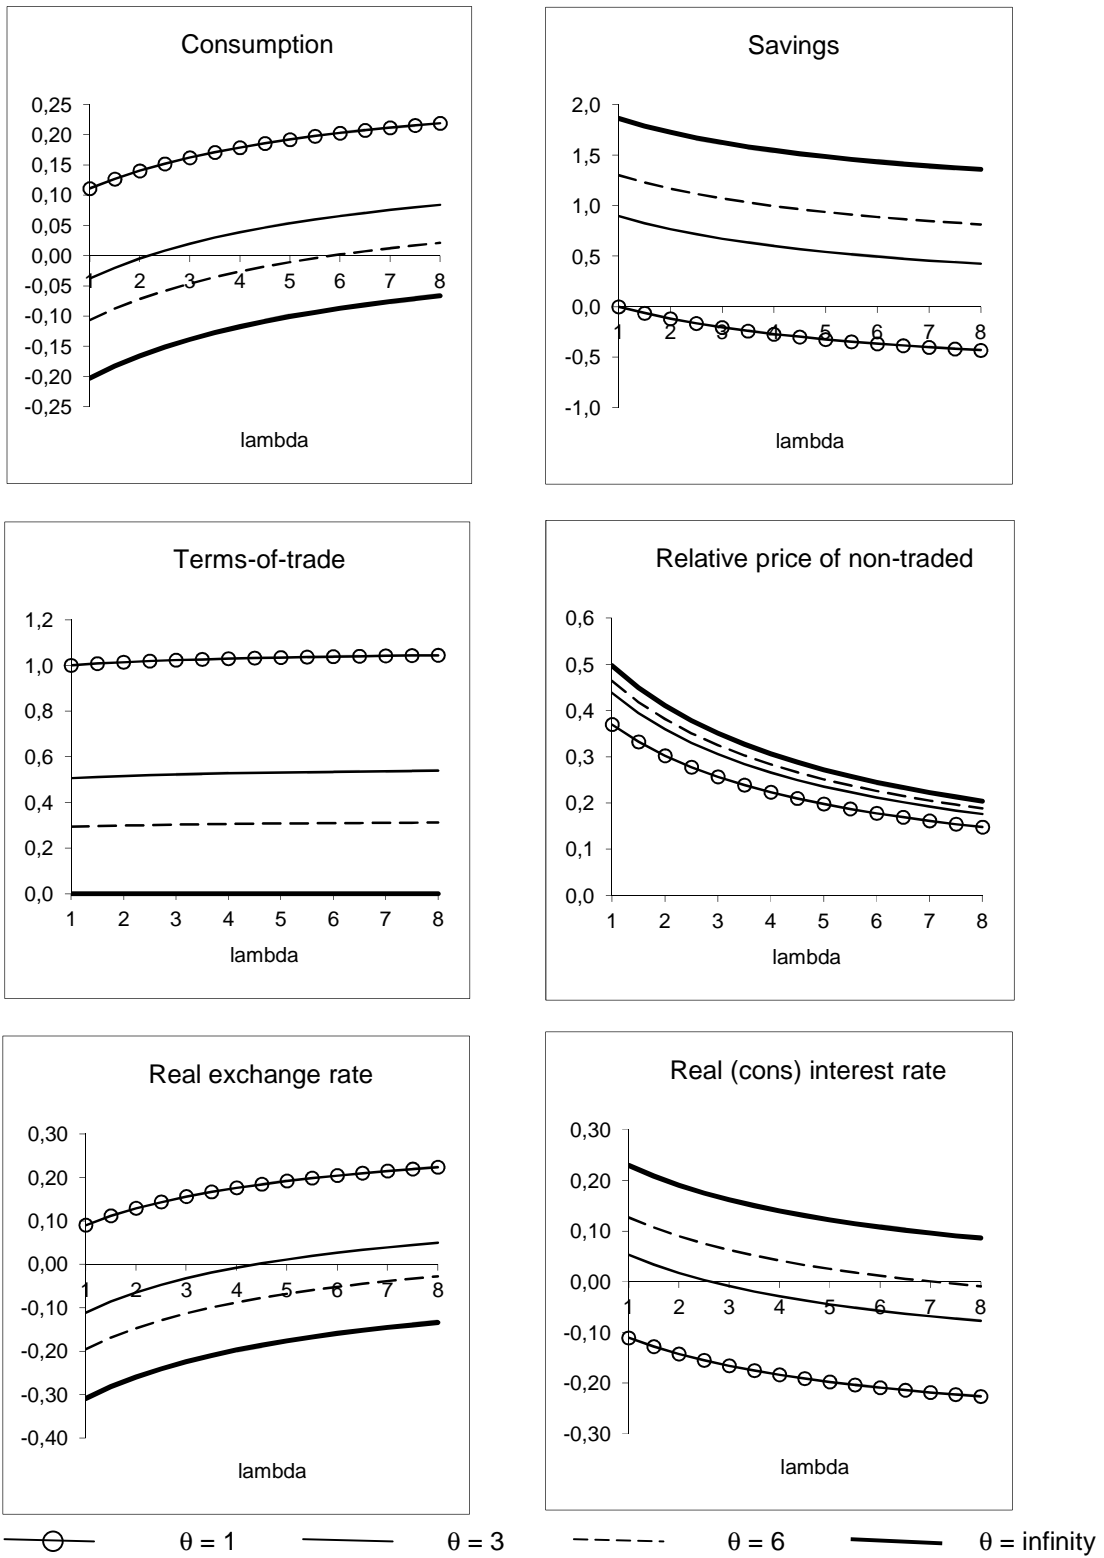 Consumption
0,25
0,20
0,15
0,10
0,05
0,00
-0,05
-0,10
-0,15
-0,20
-0,25
1 2 3 4 5 6 7 8
lambda
Savings
2,0
1,5
1,0
0,5
0,0
-0,5
-1,0
1 2 3 4 5 6 7 8
lambda
Terms-of-trade
1,2
1,0
0,8
0,6
0,4
0,2
0,0
1 2 3 4 5 6 7 8
lambda
Relative price of non-traded
0,6
0,5
0,4
0,3
0,2
0,1
0,0
1 2 3 4 5 6 7 8
lambda
Real exchange rate
0,30
0,20
0,10
0,00
-0,10
-0,20
-0,30
-0,40
1 2 3 4 5 6 7 8
lambda
Real (cons) interest rate
0,30
0,20
0,10
0,00
-0,10
-0,20
-0,30
1 2 3 4 5 6 7 8
lambda
θ = 1 θ = 3 θ = 6 θ = infinity